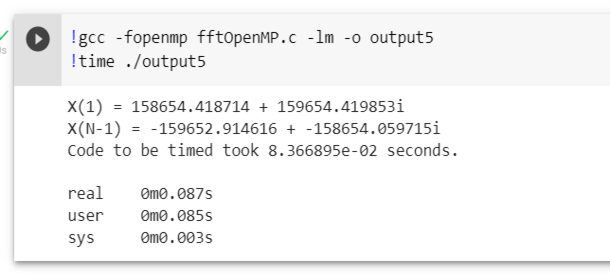 !gcc -fopenmp fftOpenMP.c -lm -o output5
!time ./output5
X(1) = 158654.418714 + 159654.419853i
X(N-1) = -159652.914616 + -158654.059715i
Code to be timed took 8.366895e-02 seconds.
real 0m0.087s
user 0m0.085s
sys 0m0.003s